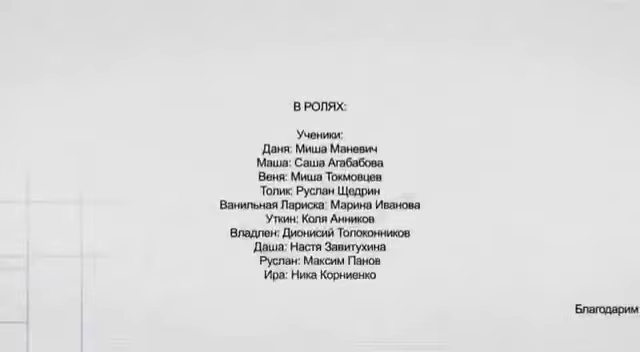 В РОЛЯХ:
Ученики:
Даня: Миша Маневич
Маша: Саша Агабабова
Веня: Миша Токмовцев
Толик: Руслан Щедрин
Ванильная Лариска: Марина Иванова
Уткин: Коля Анников
Владлен: Дионисий Толоконников
Даша: Настя Завитухина
Руслан: Максим Панов
Ира: Ника Корниенко
Благодарим